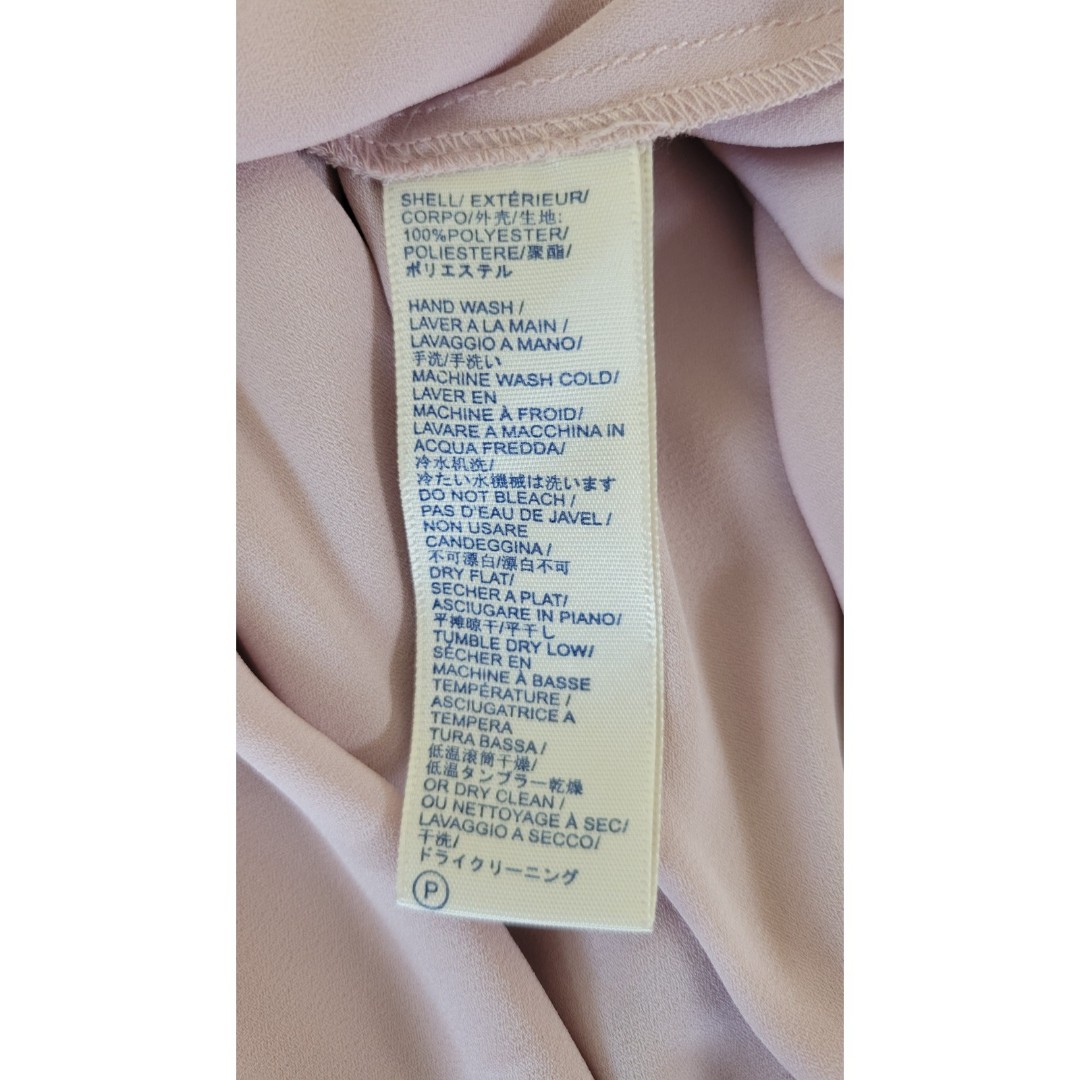 SHELL/ EXTÉRIEUR/
CORPO/外壳/生地:
100%POLYESTER/
POLIESTERE/聚酯/
ポリエステル
HAND WASH /
LAVER A LA MAIN /
LAVAGGIO A MANO/
手洗/手洗い
MACHINE WASH COLD/
LAVER EN
MACHINE À FROID/
LAVARE A MACCHINA IN
ACQUA FREDDA/
冷水机洗/
冷たい水機械は洗います
DO NOT BLEACH /
PAS D'EAU DE JAVEL /
NON USARE
CANDEGGINA /
不可漂白/漂白不可
DRY FLAT/
SECHER A PLAT/
ASCIUGARE IN PIANO/
平摊晾干/平干し
TUMBLE DRY LOW/
SÉCHER EN
MACHINE À BASSE
TEMPÉRATURE /
ASCIUGATRICE A
TEMPERA
TURA BASSA /
低温滚筒干燥/
低温タンブラー乾燥
OR DRY CLEAN /
OU NETTOYAGE À SEC/
LAVAGGIO A SECCO/
干洗/
ドライクリーニング
P